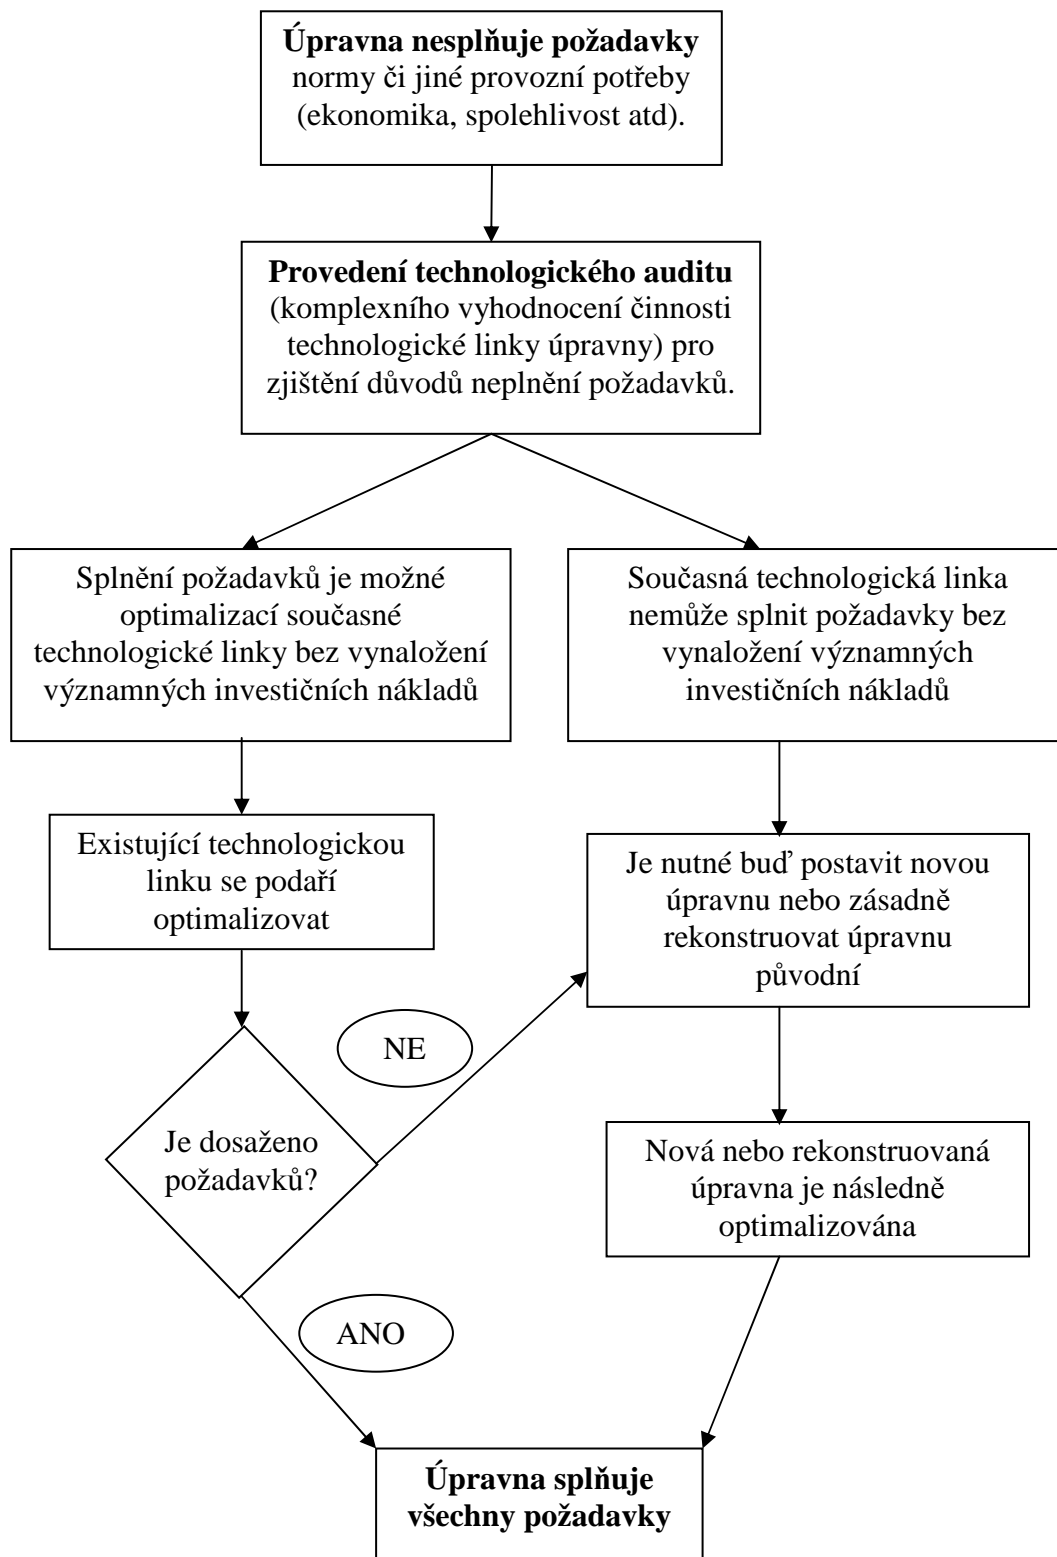 Úpravna nesplňuje požadavky
normy či jiné provozní potřeby
(ekonomika, spolehlivost atd).
Provedení technologického auditu
(komplexního vyhodnocení činnosti
technologické linky úpravny) pro
zjištění důvodů neplnění požadavků.
Splnění požadavků je možné
optimalizací současné
technologické linky bez vynaložení
významných investičních nákladů
Současná technologická linka
nemůže splnit požadavky bez
vynaložení významných
investičních nákladů
Existující technologickou
linku se podaří
optimalizovat
Je nutné buď postavit novou
úpravnu nebo zásadně
rekonstruovat úpravnu
původní
NE
Je dosaženo
požadavků?
Nová nebo rekonstruovaná
úpravna je následně
optimalizována
ANO
Úpravna splňuje
všechny požadavky